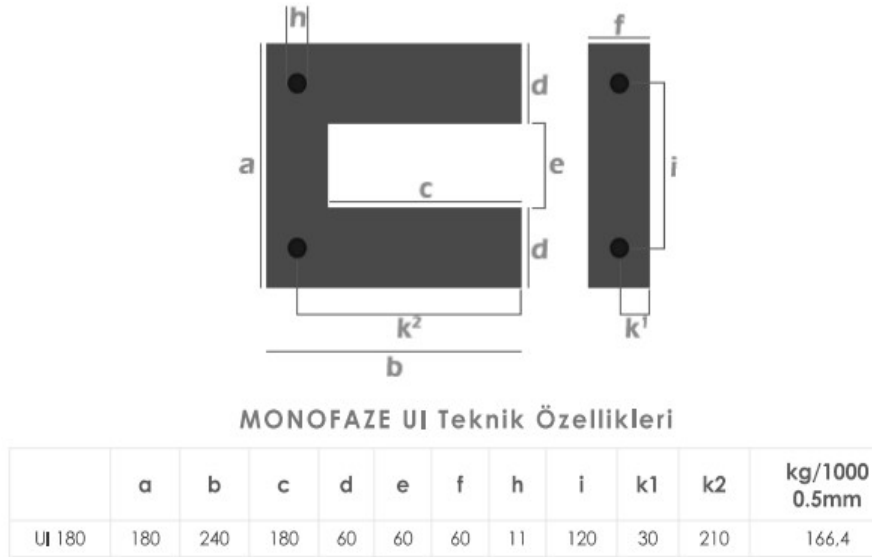 h
f
d
a
e
i
c
d
k²
k¹
b
MONOFAZE UI Teknik Özellikleri
a b c d e f h i k1 k2 kg/1000 0.5mm
UI 180 180 240 180 60 60 60 11 120 30 210 166,4